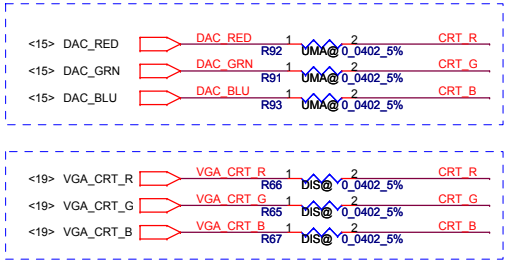 <15> DAC_RED DAC_RED 1 2 CRT_R
R92 UMA@ 0_0402_5%
<15> DAC_GRN DAC_GRN 1 2 CRT_G
R91 UMA@ 0_0402_5%
<15> DAC_BLU DAC_BLU 1 2 CRT_B
R93 UMA@ 0_0402_5%
<19> VGA_CRT_R VGA_CRT_R 1 2 CRT_R
R66 DIS@ 0_0402_5%
<19> VGA_CRT_G VGA_CRT_G 1 2 CRT_G
R65 DIS@ 0_0402_5%
<19> VGA_CRT_B VGA_CRT_B 1 2 CRT_B
R67 DIS@ 0_0402_5%